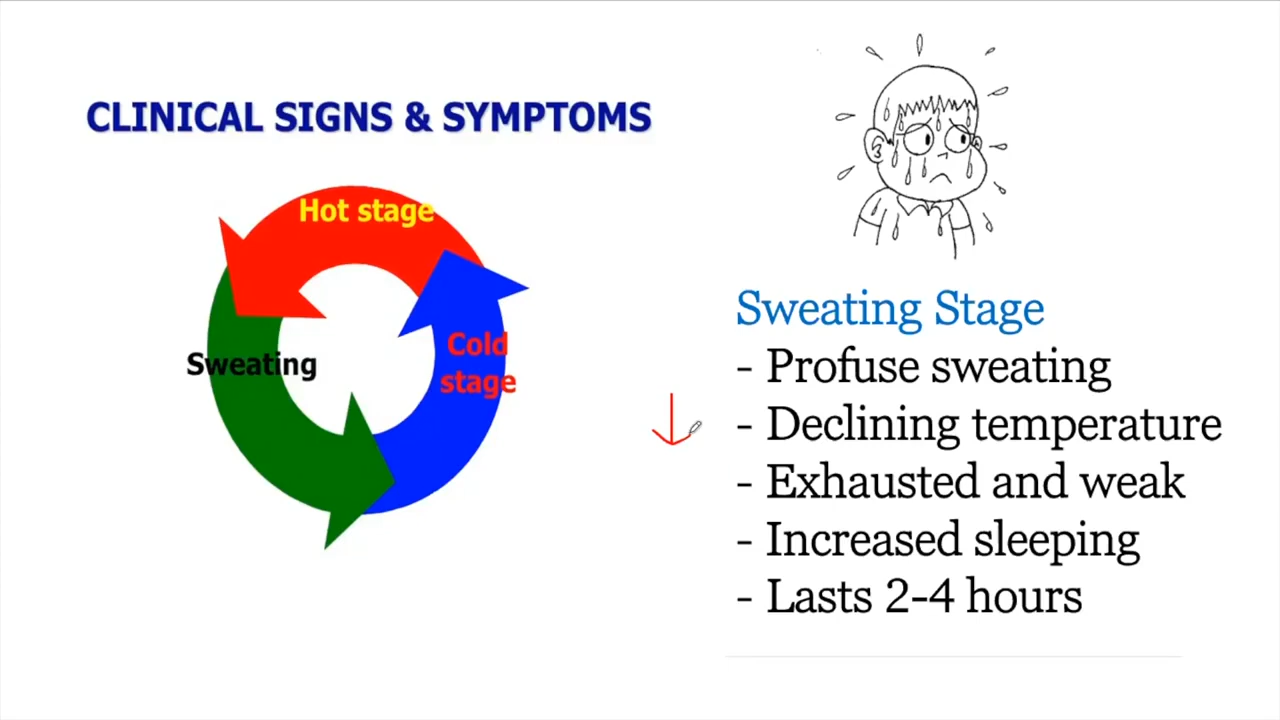 CLINICAL SIGNS & SYMPTOMS
Hot stage
Cold
stage
Sweating
Sweating Stage
- Profuse sweating
- Declining temperature
- Exhausted and weak
- Increased sleeping
- Lasts 2-4 hours